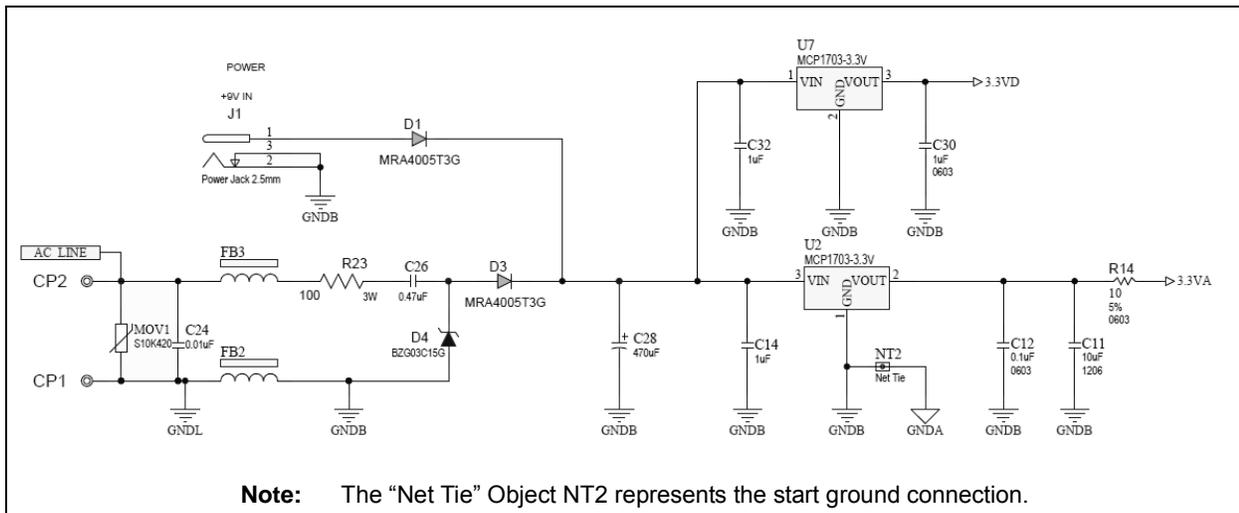 POWER
+9V IN
J1
1
3
2
Power Jack 2.5mm
GNDB
D1
MRA4005T3G
U7
MCP1703-3.3V
1 VIN VOUT 3
GND
2
3.3VD
C32
1uF
C30
1uF
0603
GNDB
GNDB
GNDB
AC LINE
CP2
FB3
R23
100
3W
C26
0.47uF
D3
MRA4005T3G
MOV1
S10K420
C24
0.01uF
FB2
D4
BZG03C15G
CP1
GNDL
GNDB
C28
470uF
GNDB
C14
1uF
GNDB
U2
MCP1703-3.3V
3 VIN VOUT 2
GND
1
NT2
Net Tie
GNDB
GNDA
C12
0.1uF
0603
GNDB
C11
10uF
1206
GNDB
R14
10
5%
0603
3.3VA
Note: The “Net Tie” Object NT2 represents the start ground connection.